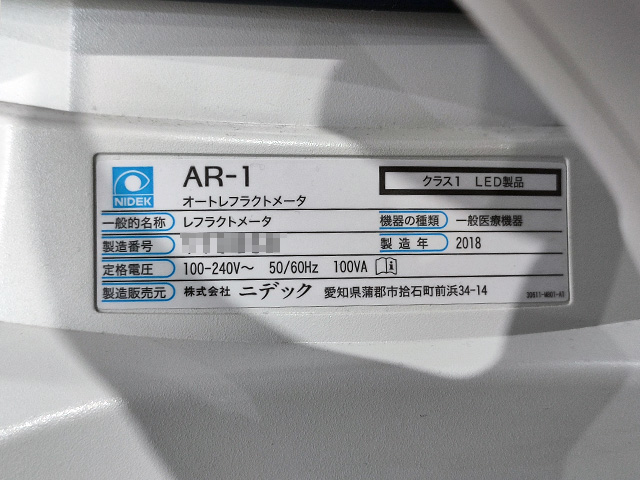 NIDEK
AR-1
クラス1 LED製品
オートレフラクトメータ
一般的名称 レフラクトメータ 機器の種類 一般医療機器
製造番号 製造年 2018
定格電圧 100-240V～ 50/60Hz 100VA
製造販売元 株式会社 ニデック 愛知県蒲郡市拾石町前浜34-14